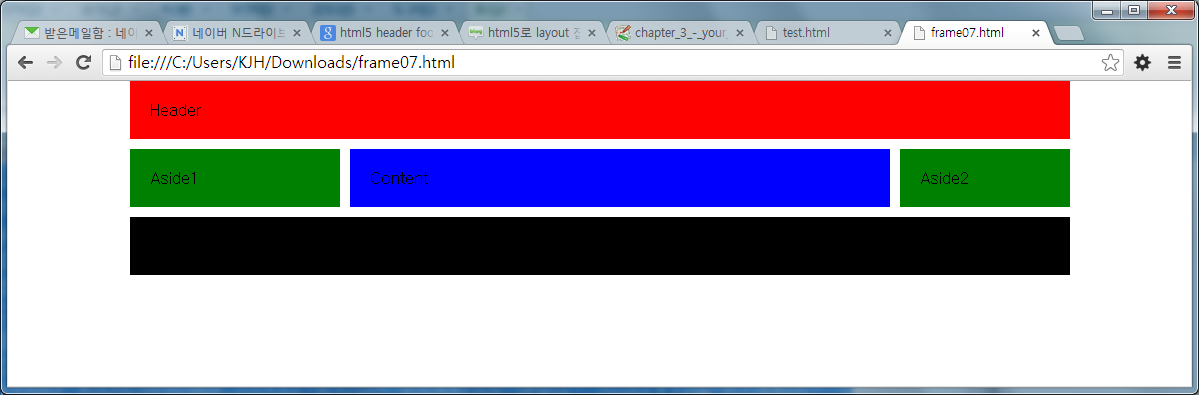 받은메일함 : 네이
네이버 N드라이브
html5 header foo
html5로 layout 잡
chapter_3_-_your_
test.html
frame07.html
file:///C:/Users/KJH/Downloads/frame07.html
Header
Aside1
Content
Aside2